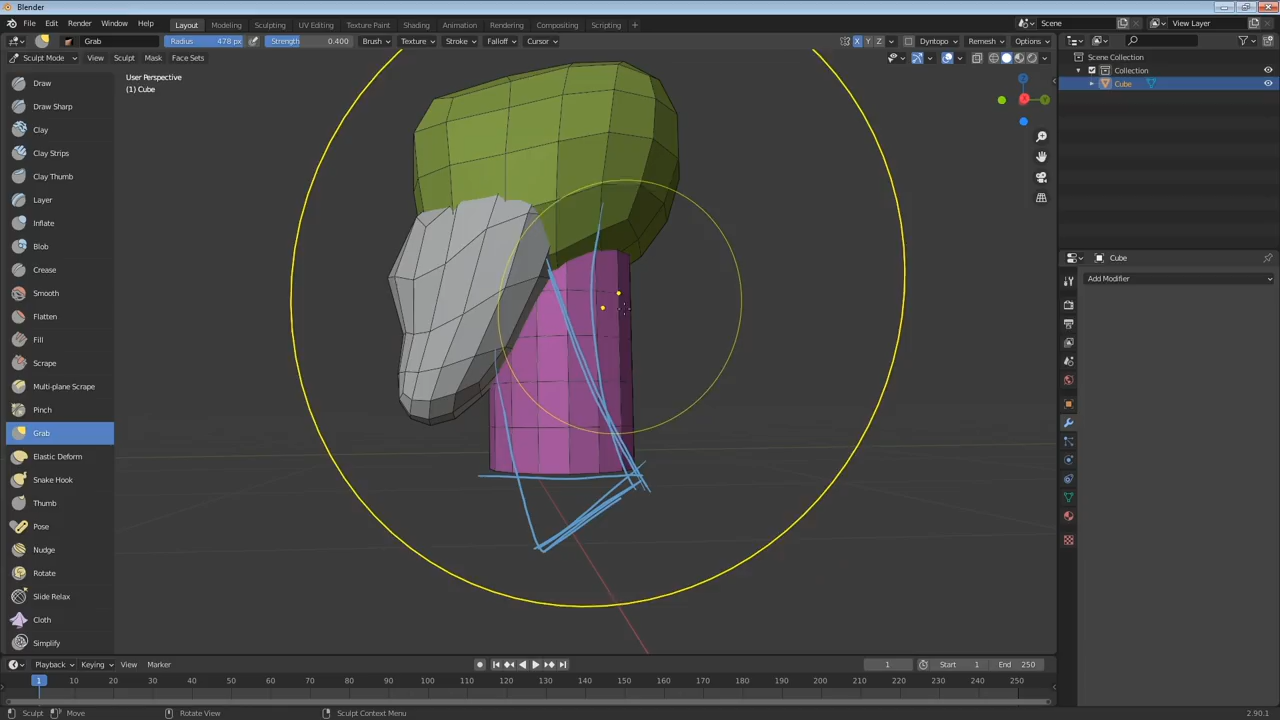 Blender
File Edit Render Window Help Layout Modeling Sculpting UV Editing Texture Paint Shading Animation Rendering Compositing Scripting + Scene View Layer
Grab Radius 478 px Strength 0.400 Brush Texture Stroke Falloff Cursor X Y Z Dyntopo Remesh Options
Sculpt Mode View Sculpt Mask Face Sets
Scene Collection
Collection
Cube
User Perspective
(1) Cube
Draw
Draw Sharp
Clay
Clay Strips
Clay Thumb
Layer
Inflate
Blob
Crease
Smooth
Flatten
Fill
Scrape
Multi-plane Scrape
Pinch
Grab
Elastic Deform
Snake Hook
Thumb
Pose
Nudge
Rotate
Slide Relax
Cloth
Simplify
Cube
Add Modifier
Playback Keying View Marker 1 Start 1 End 250
1 10 20 30 40 50 60 70 80 90 100 110 120 130 140 150 160 170 180 190 200 210 220 230 240 250
Sculpt Move Rotate View Sculpt Context Menu 2.90.1